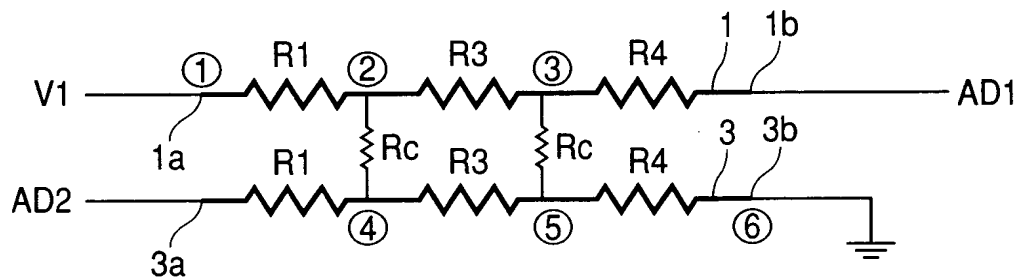 1 1b
① R1 ② R3 ③ R4
V1 AD1
1a Rc Rc
R1 R3 3 R4 3b
AD2
④ ⑤ ⑥
3a